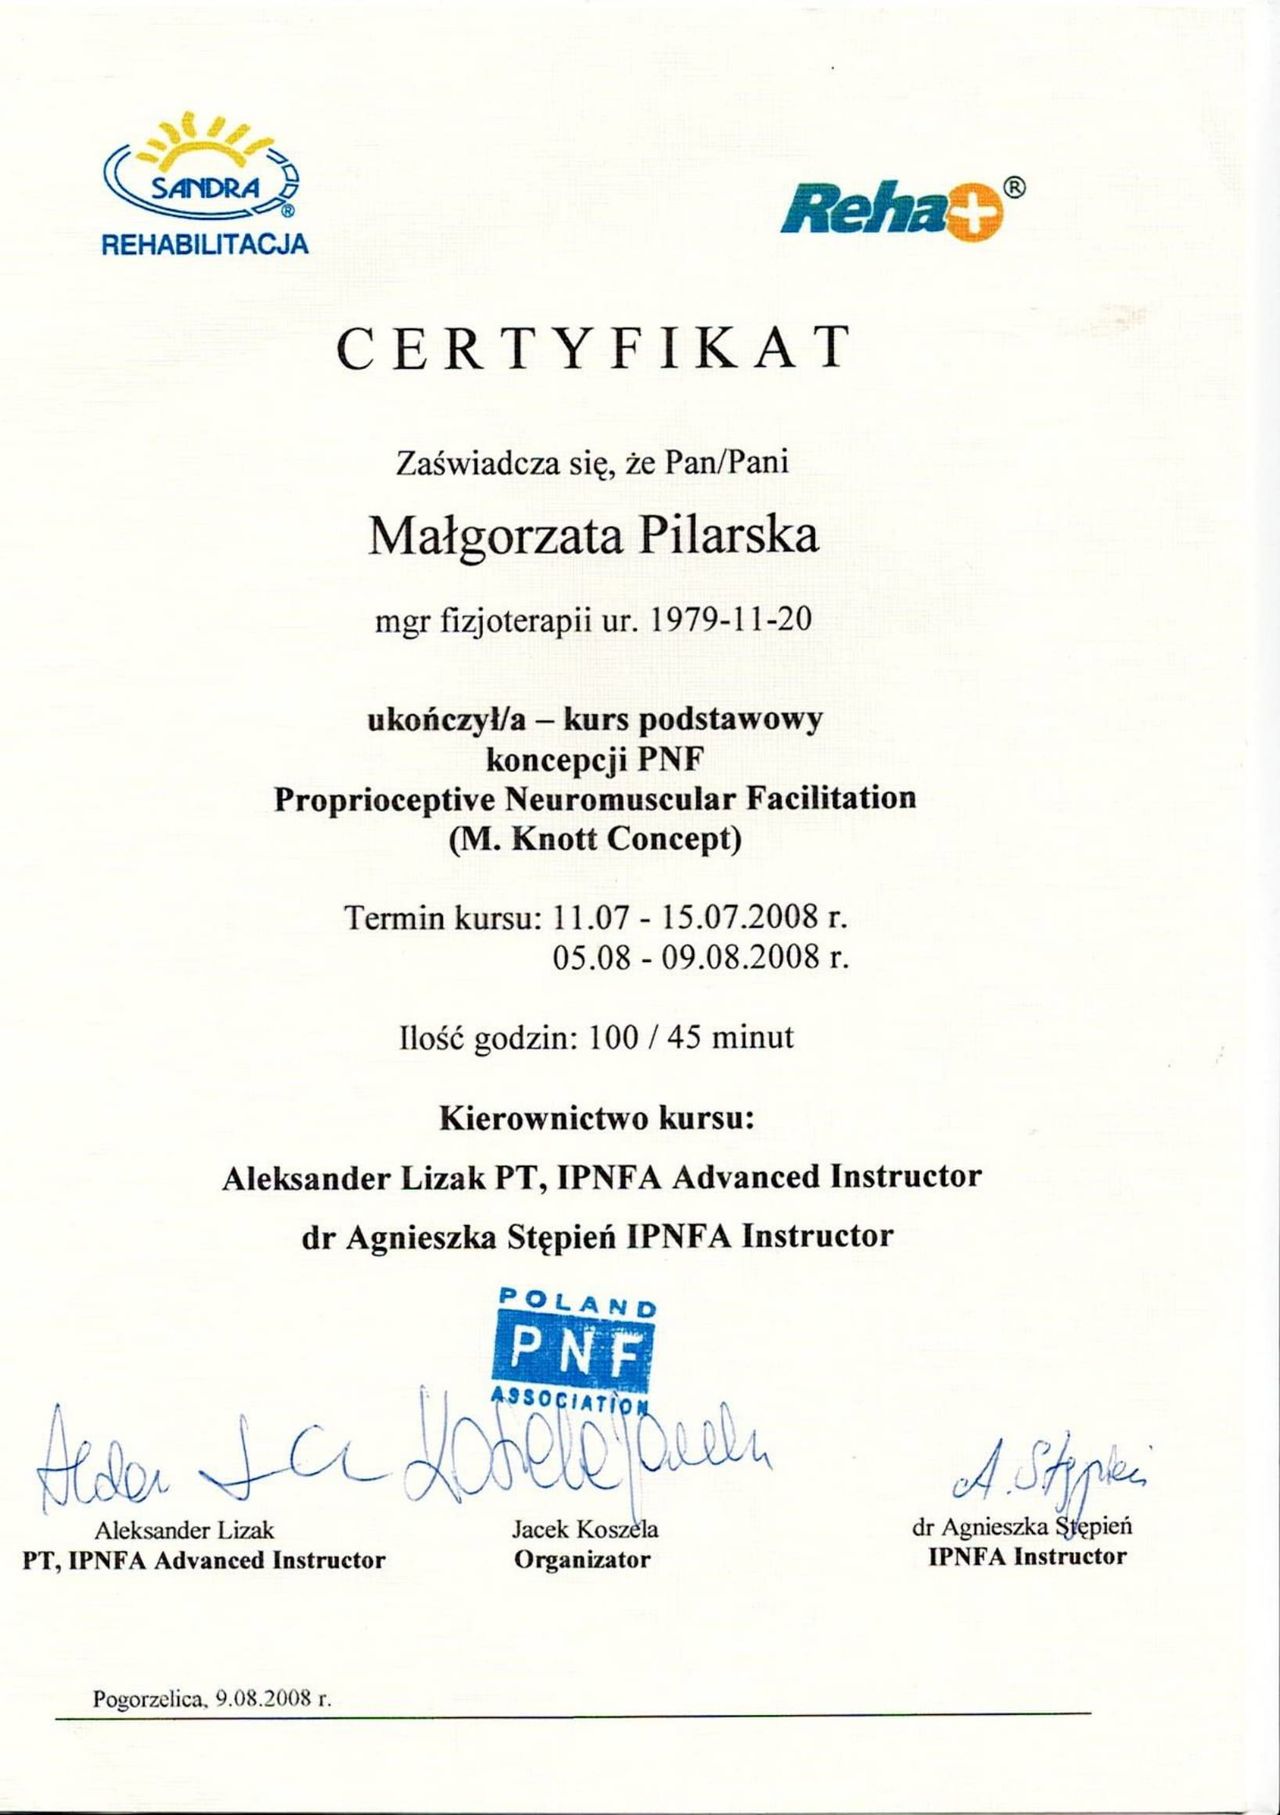 SANDRA ®
REHABILITACJA
Reha+®
CERTYFIKAT
Zaświadcza się, że Pan/Pani
Małgorzata Pilarska
mgr fizjoterapii ur. 1979-11-20
ukończył/a – kurs podstawowy
koncepcji PNF
Proprioceptive Neuromuscular Facilitation
(M. Knott Concept)
Termin kursu: 11.07 - 15.07.2008 r.
05.08 - 09.08.2008 r.
Ilość godzin: 100 / 45 minut
Kierownictwo kursu:
Aleksander Lizak PT, IPNFA Advanced Instructor
dr Agnieszka Stępień IPNFA Instructor
POLAND
PNF
ASSOCIATION
A. Stępień
Aleksander Lizak
PT, IPNFA Advanced Instructor
Jacek Koszela
Organizator
dr Agnieszka Stępień
IPNFA Instructor
Pogorzelica, 9.08.2008 r.